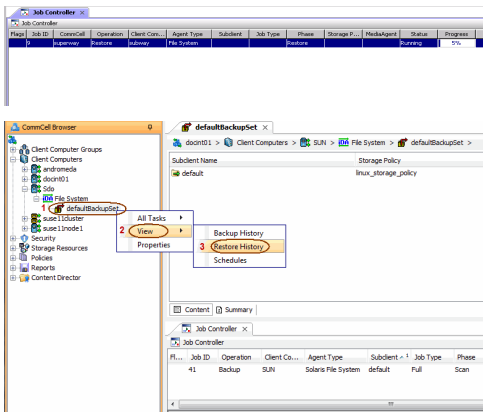 Job Controller ×
Job Controller
Flags Job ID CommCell Operation Client Com... Agent Type Subclient Job Type Phase Storage P... MediaAgent Status Progress
9 superway Restore subway File System Restore Running 5%
CommCell Browser
Client Computer Groups
Client Computers
andromeda
docint01
Sdo
File System
1 defaultBackupSet
suse11cluster
suse11node1
Security
Storage Resources
Policies
Reports
Content Director
All Tasks
2 View
Properties
Backup History
3 Restore History
Schedules
defaultBackupSet ×
docint01 > Client Computers > SUN > File System > defaultBackupSet >
Subclient Name Storage Policy
default linux_storage_policy
Content Summary
Job Controller ×
Job Controller
Fl... Job ID Operation Client Co... Agent Type Subclient 1 Job Type Phase
41 Backup SUN Solaris File System default Full Scan